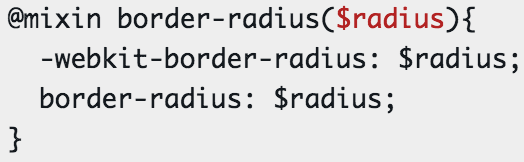 @mixin border-radius($radius){
  -webkit-border-radius: $radius;
  border-radius: $radius;
}